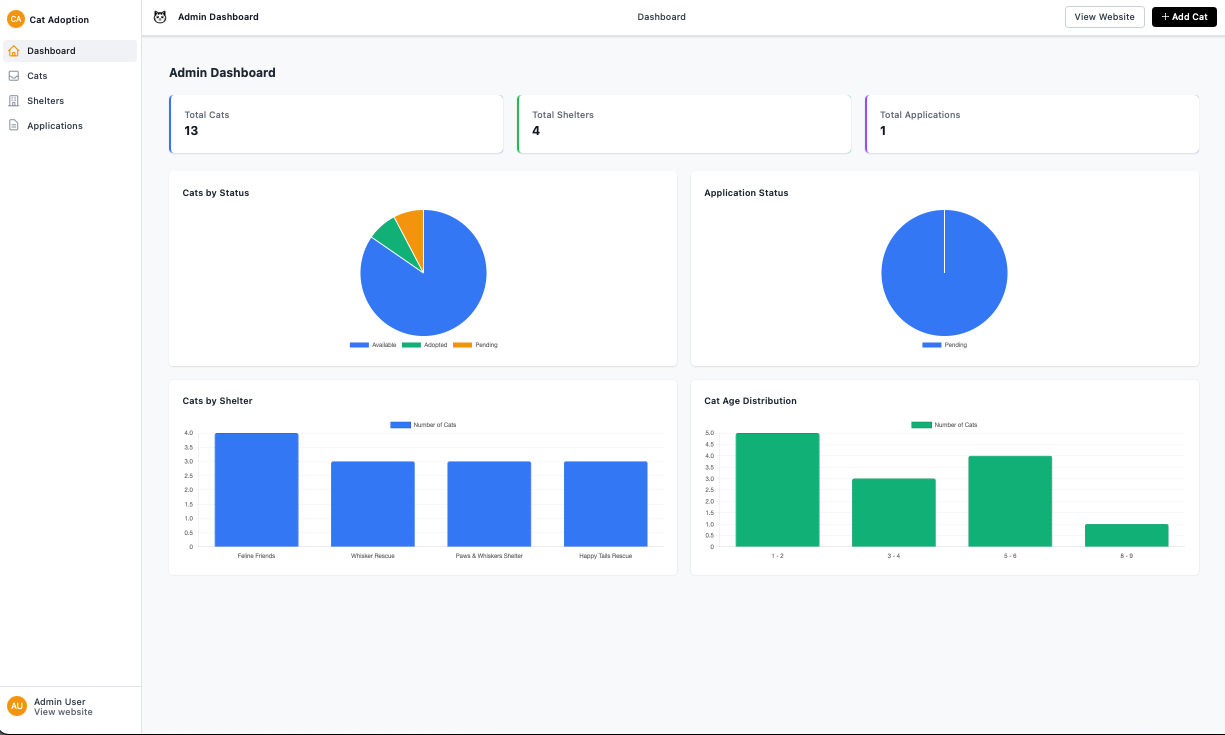 CA Cat Adoption
Dashboard
Cats
Shelters
Applications
AU
Admin User
View website
Admin Dashboard
Dashboard
View Website
+ Add Cat
Admin Dashboard
Total Cats
13
Total Shelters
4
Total Applications
1
Cats by Status
Available Adopted Pending
Application Status
Pending
Cats by Shelter
Number of Cats
4.0
3.5
3.0
2.5
2.0
1.5
1.0
0.5
0
Feline Friends Whisker Rescue Paws & Whiskers Shelter Happy Tails Rescue
Cat Age Distribution
Number of Cats
5.0
4.5
4.0
3.5
3.0
2.5
2.0
1.5
1.0
0.5
0
1 - 2 3 - 4 5 - 6 8 - 9